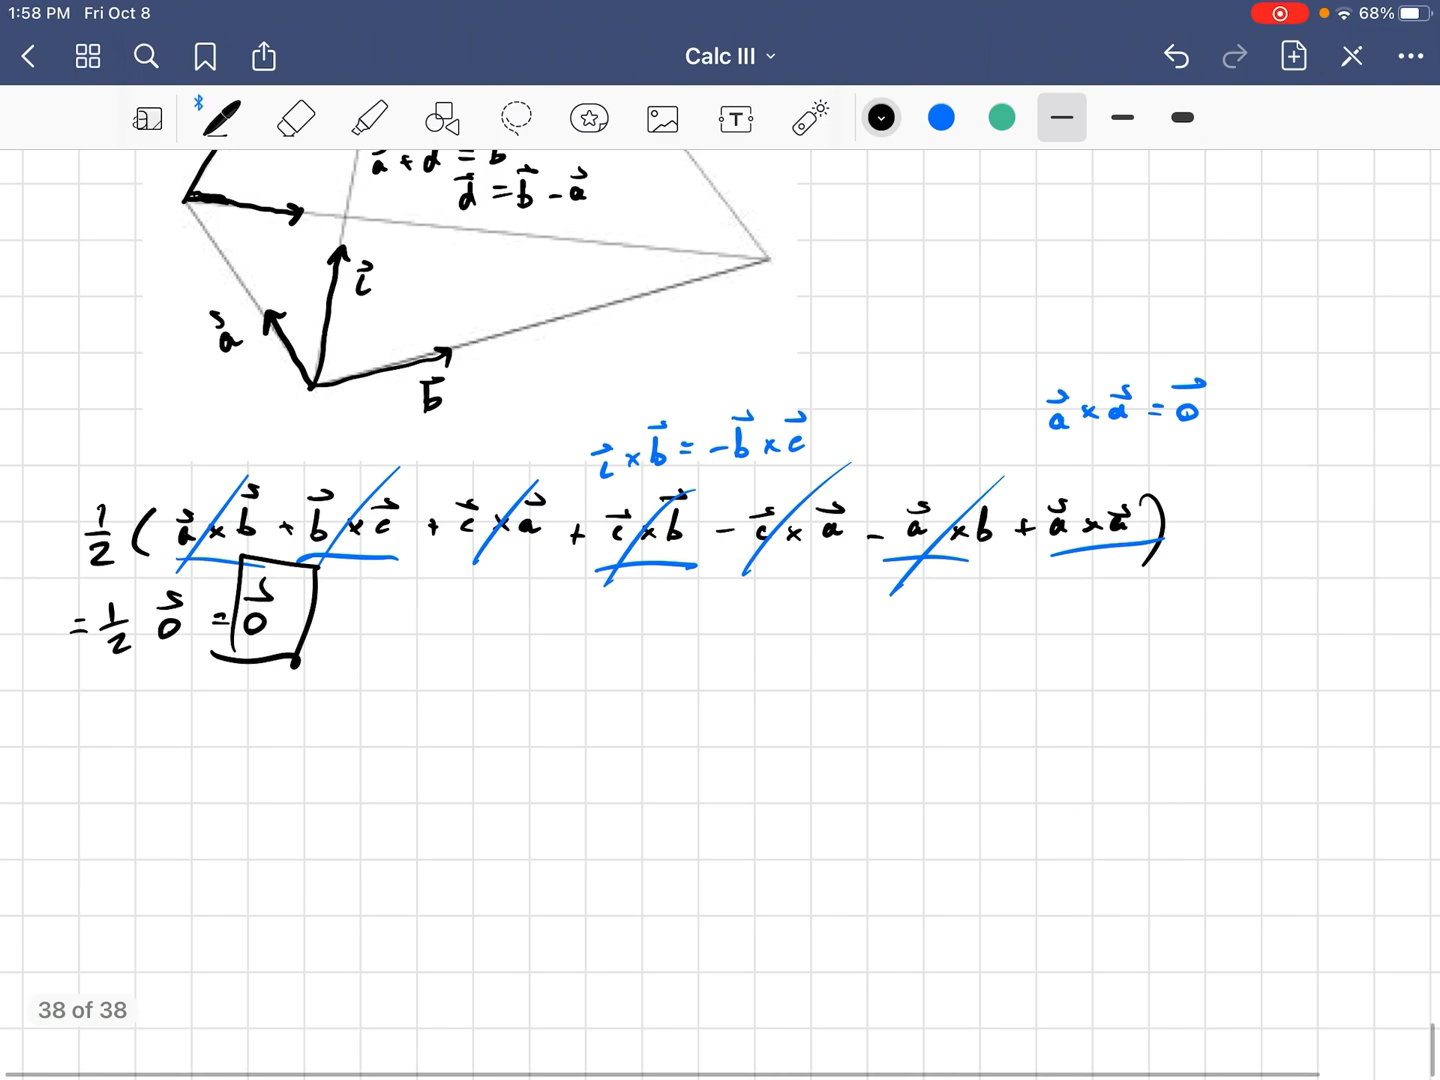 1:58 PM Fri Oct 8 68%
Calc III
T
a⃗ + d⃗ = b⃗
d⃗ = b⃗ - a⃗
c⃗
a⃗
b⃗
a⃗ × a⃗ = 0⃗
c⃗ × b⃗ = -b⃗ × c⃗
1/2 ( a⃗ × b⃗ + b⃗ × c⃗ + c⃗ × a⃗ + c⃗ × b⃗ - c⃗ × a⃗ - a⃗ × b + a⃗ × a⃗ )
= 1/2 0⃗ = 0⃗
38 of 38